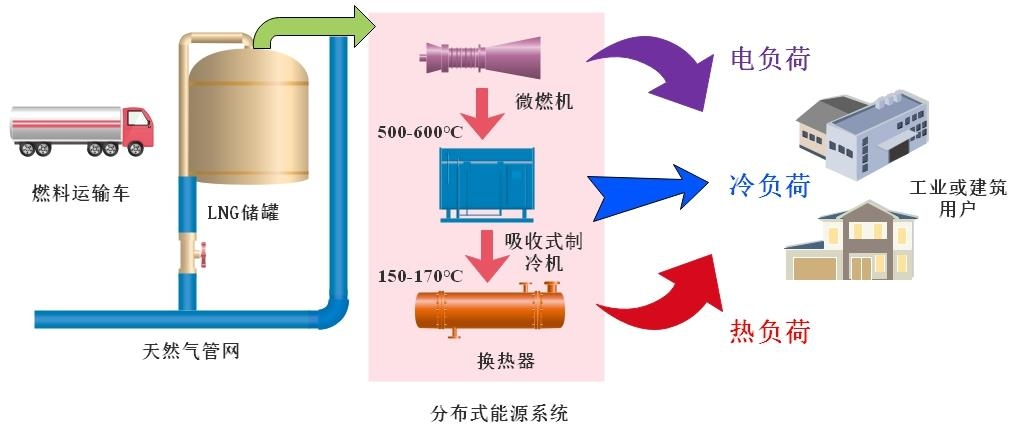 微燃机
电负荷
500-600℃
燃料运输车
LNG储罐
冷负荷
工业或建筑
用户
吸收式制
冷机
150-170℃
热负荷
天然气管网
换热器
分布式能源系统